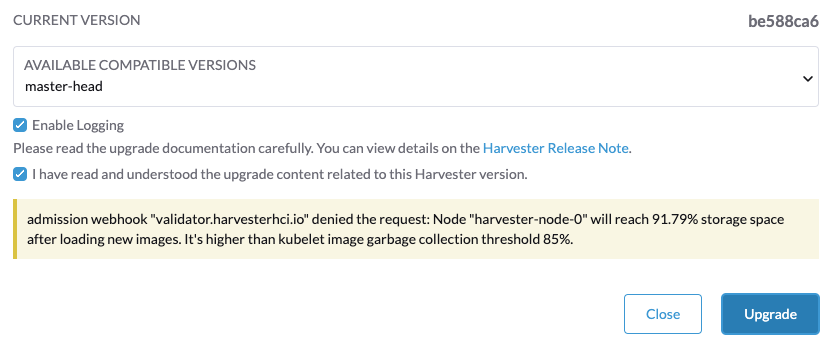 CURRENT VERSION be588ca6
AVAILABLE COMPATIBLE VERSIONS
master-head
Enable Logging
Please read the upgrade documentation carefully. You can view details on the Harvester Release Note.
I have read and understood the upgrade content related to this Harvester version.
admission webhook "validator.harvesterhci.io" denied the request: Node "harvester-node-0" will reach 91.79% storage space
after loading new images. It's higher than kubelet image garbage collection threshold 85%.
Close Upgrade